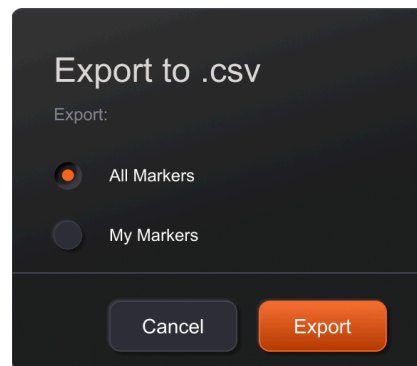 Export to .csv
Export:
All Markers
My Markers
Cancel Export